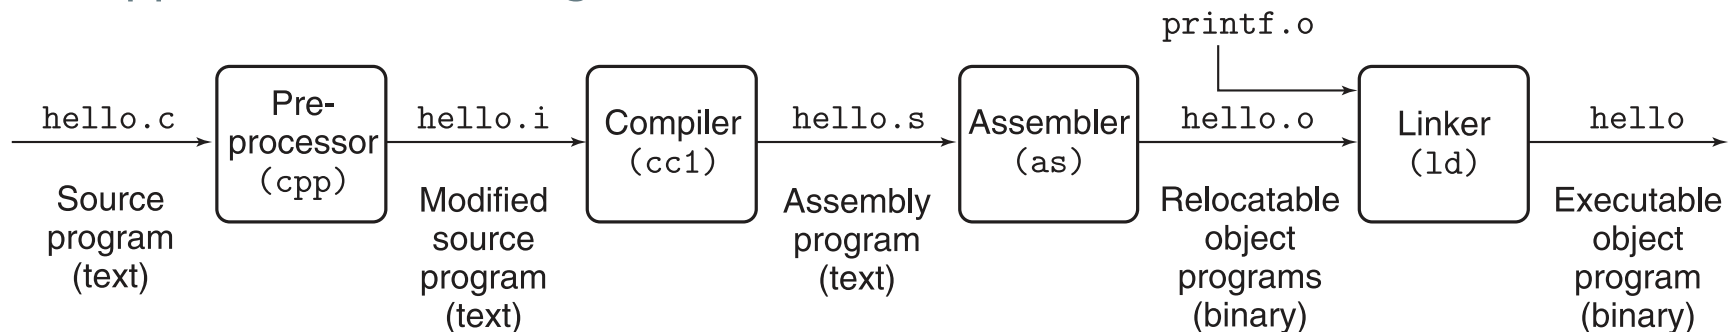 printf.o
hello.c
Pre-
processor
(cpp)
hello.i
Compiler
(cc1)
hello.s
Assembler
(as)
hello.o
Linker
(ld)
hello
Source
program
(text)
Modified
source
program
(text)
Assembly
program
(text)
Relocatable
object
programs
(binary)
Executable
object
program
(binary)